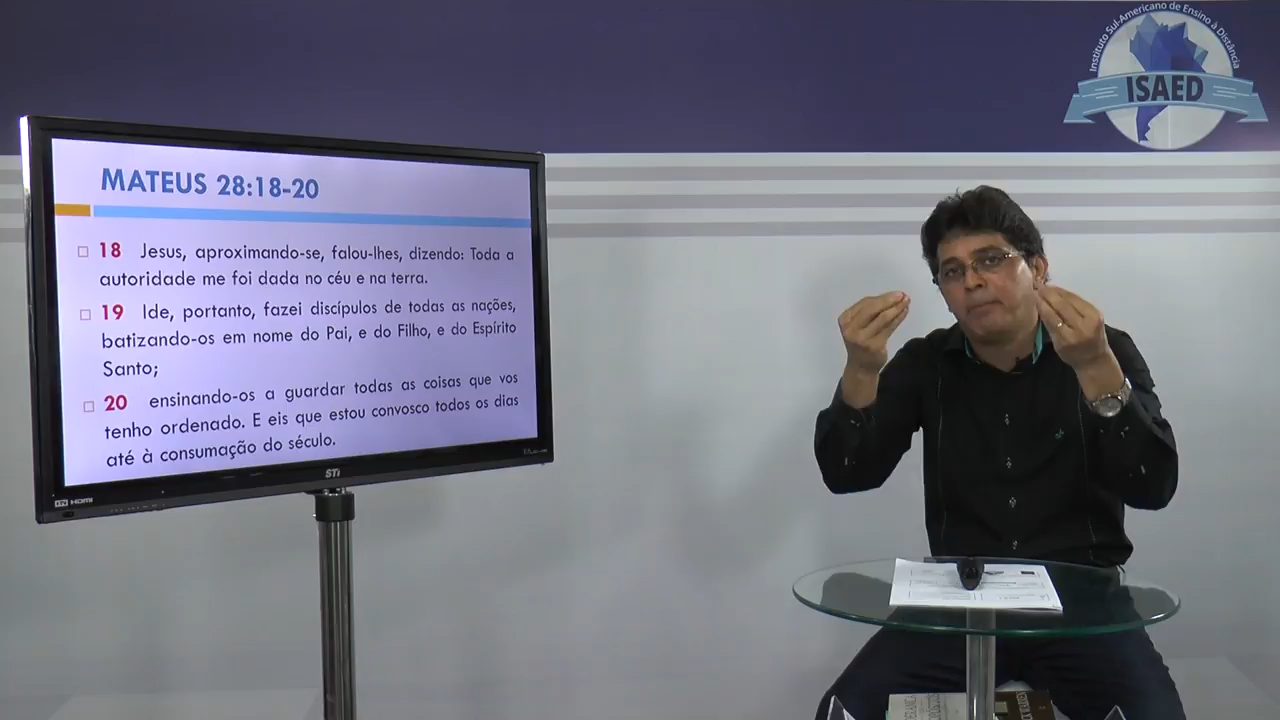 Instituto Sul-Americano de Ensino à Distância
ISAED
MATEUS 28:18-20
18 Jesus, aproximando-se, falou-lhes, dizendo: Toda a
autoridade me foi dada no céu e na terra.
19 Ide, portanto, fazei discípulos de todas as nações,
batizando-os em nome do Pai, e do Filho, e do Espírito
Santo;
20 ensinando-os a guardar todas as coisas que vos
tenho ordenado. E eis que estou convosco todos os dias
até à consumação do século.
STi
HDMI